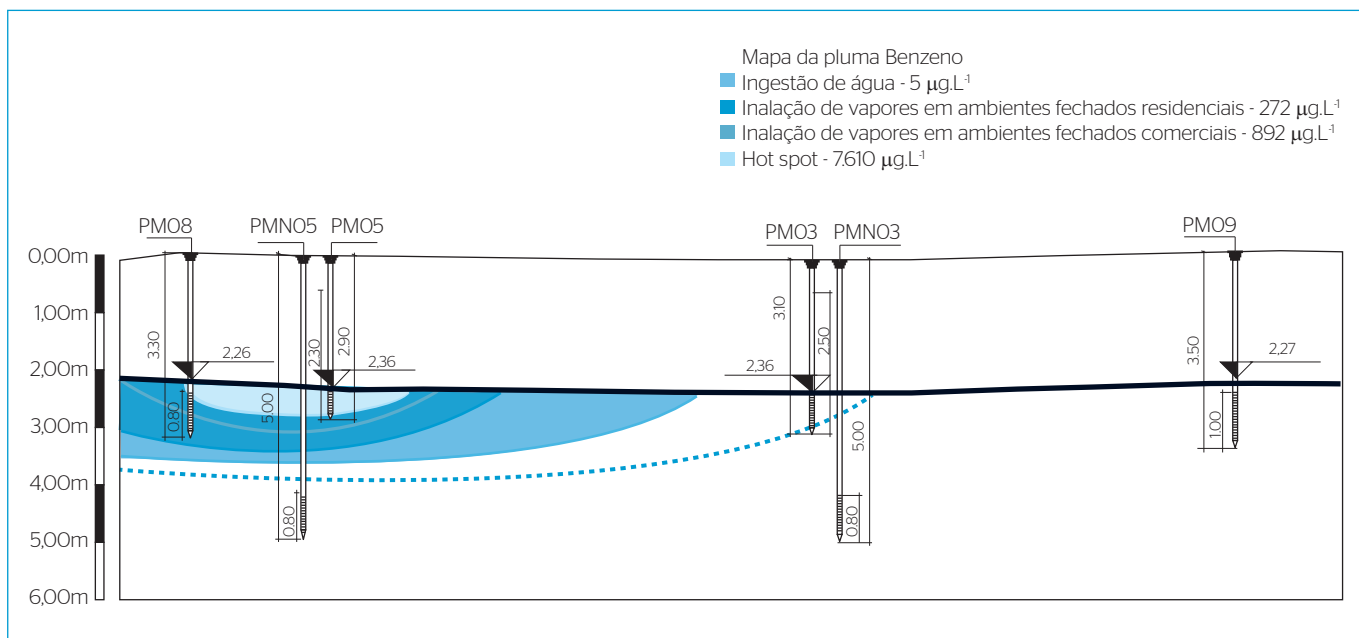 Mapa da pluma Benzeno
Ingestão de água - 5 µg.L⁻¹
Inalação de vapores em ambientes fechados residenciais - 272 µg.L⁻¹
Inalação de vapores em ambientes fechados comerciais - 892 µg.L⁻¹
Hot spot - 7.610 µg.L⁻¹
PM08
PMN05
PM05
PM03
PMN03
PM09
0,00m
1,00m
2,00m
3,00m
4,00m
5,00m
6,00m
3.30
2,26
0.80
5.00
0.80
2.30
2.90
2,36
3.10
2.50
2,36
5.00
0.80
3.50
2,27
1.00